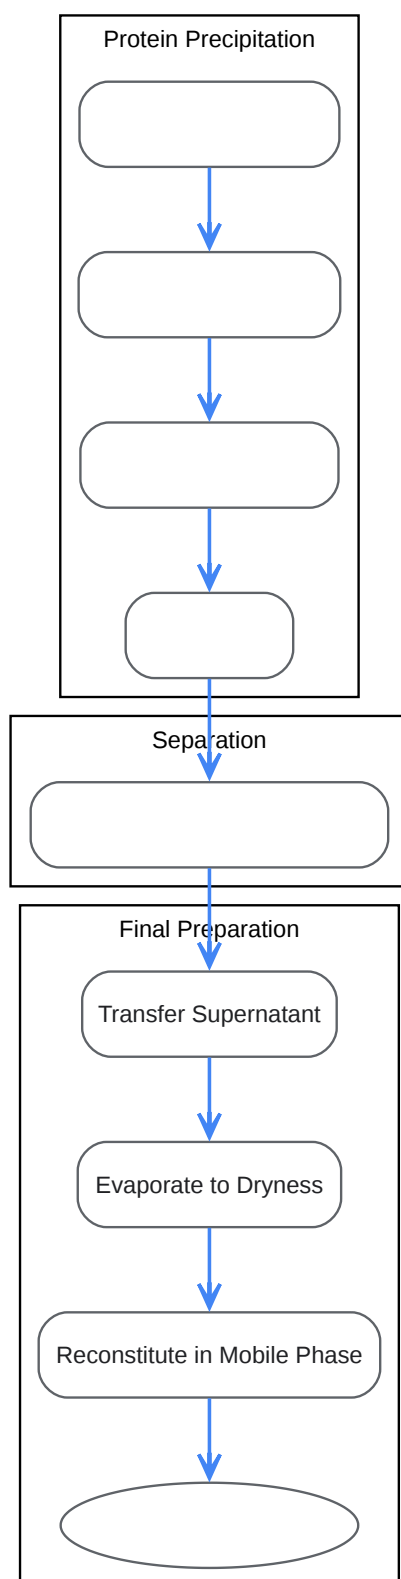 Protein Precipitation
Separation
Final Preparation
Transfer Supernatant
Evaporate to Dryness
Reconstitute in Mobile Phase